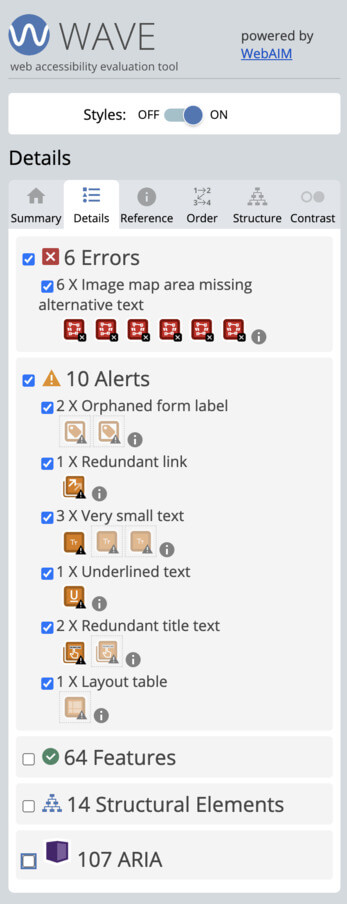 WAVE
powered by
WebAIM
web accessibility evaluation tool
Styles: OFF ON
Details
Summary Details Reference Order Structure Contrast
6 Errors
6 X Image map area missing
alternative text
10 Alerts
2 X Orphaned form label
1 X Redundant link
3 X Very small text
1 X Underlined text
2 X Redundant title text
1 X Layout table
64 Features
14 Structural Elements
107 ARIA